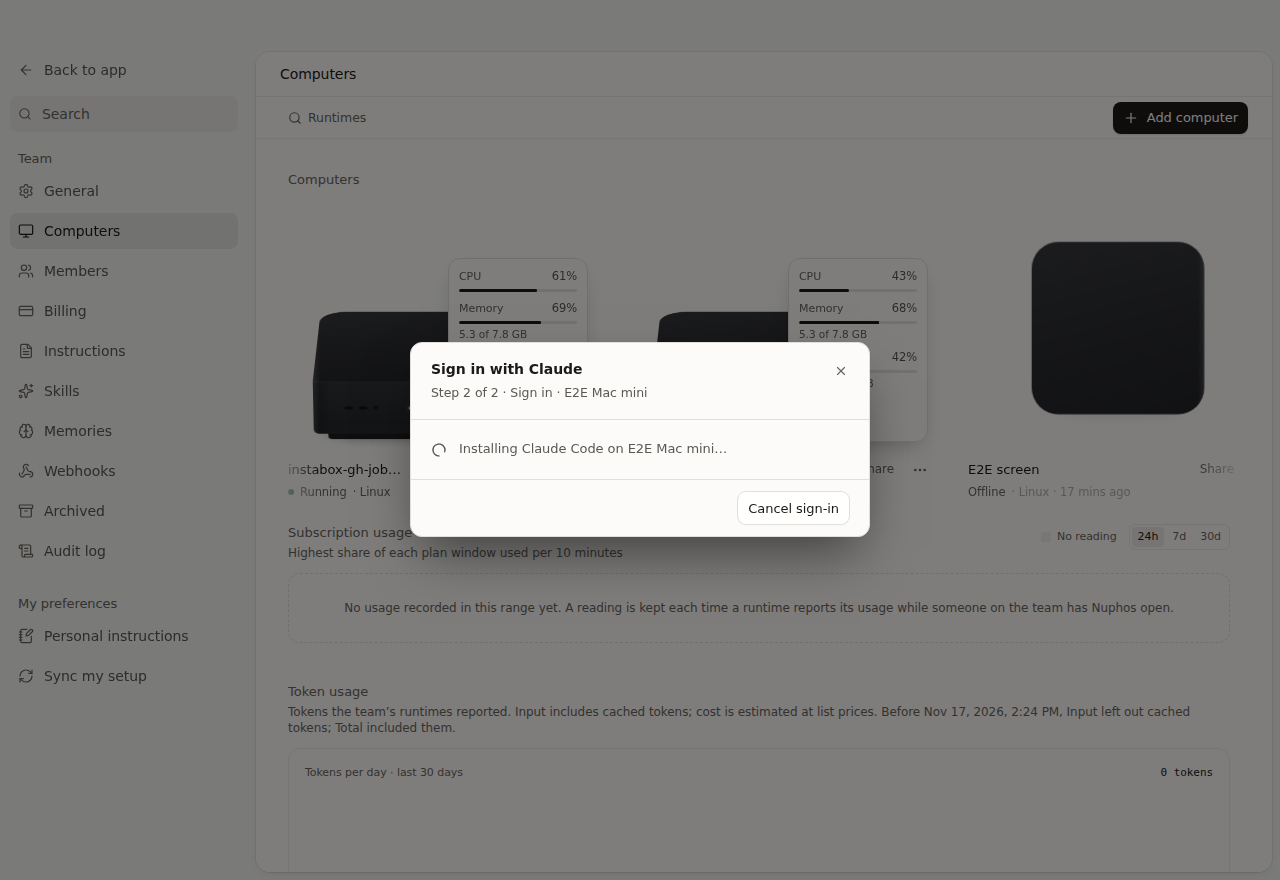 Back to app
Search
Team
General
Computers
Members
Billing
Instructions
Skills
Memories
Webhooks
Archived
Audit log
My preferences
Personal instructions
Sync my setup
Computers
Runtimes
Add computer
Computers
CPU 61%
Memory 69%
5.3 of 7.8 GB
CPU 43%
Memory 68%
5.3 of 7.8 GB
42%
Sign in with Claude
Step 2 of 2 · Sign in · E2E Mac mini
Installing Claude Code on E2E Mac mini…
Cancel sign-in
instabox-gh-job…
Running · Linux
E2E screen
Share
Offline · Linux · 17 mins ago
Subscription usage
Highest share of each plan window used per 10 minutes
No reading
24h 7d 30d
No usage recorded in this range yet. A reading is kept each time a runtime reports its usage while someone on the team has Nuphos open.
Token usage
Tokens the team’s runtimes reported. Input includes cached tokens; cost is estimated at list prices. Before Nov 17, 2026, 2:24 PM, Input left out cached
tokens; Total included them.
Tokens per day · last 30 days
0 tokens